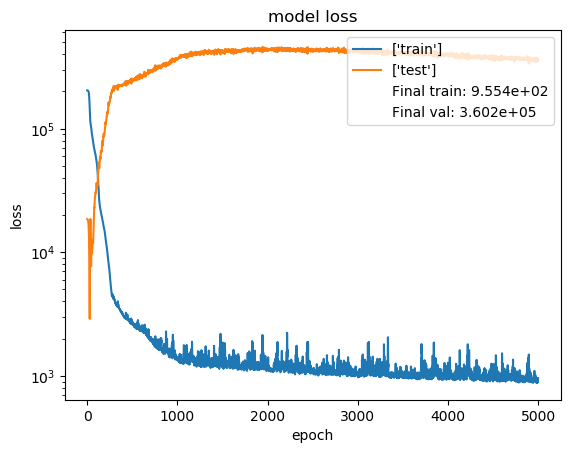 model loss
['train']
['test']
Final train: 9.554e+02
Final val: 3.602e+05
loss
10^5
10^4
10^3
0 1000 2000 3000 4000 5000
epoch